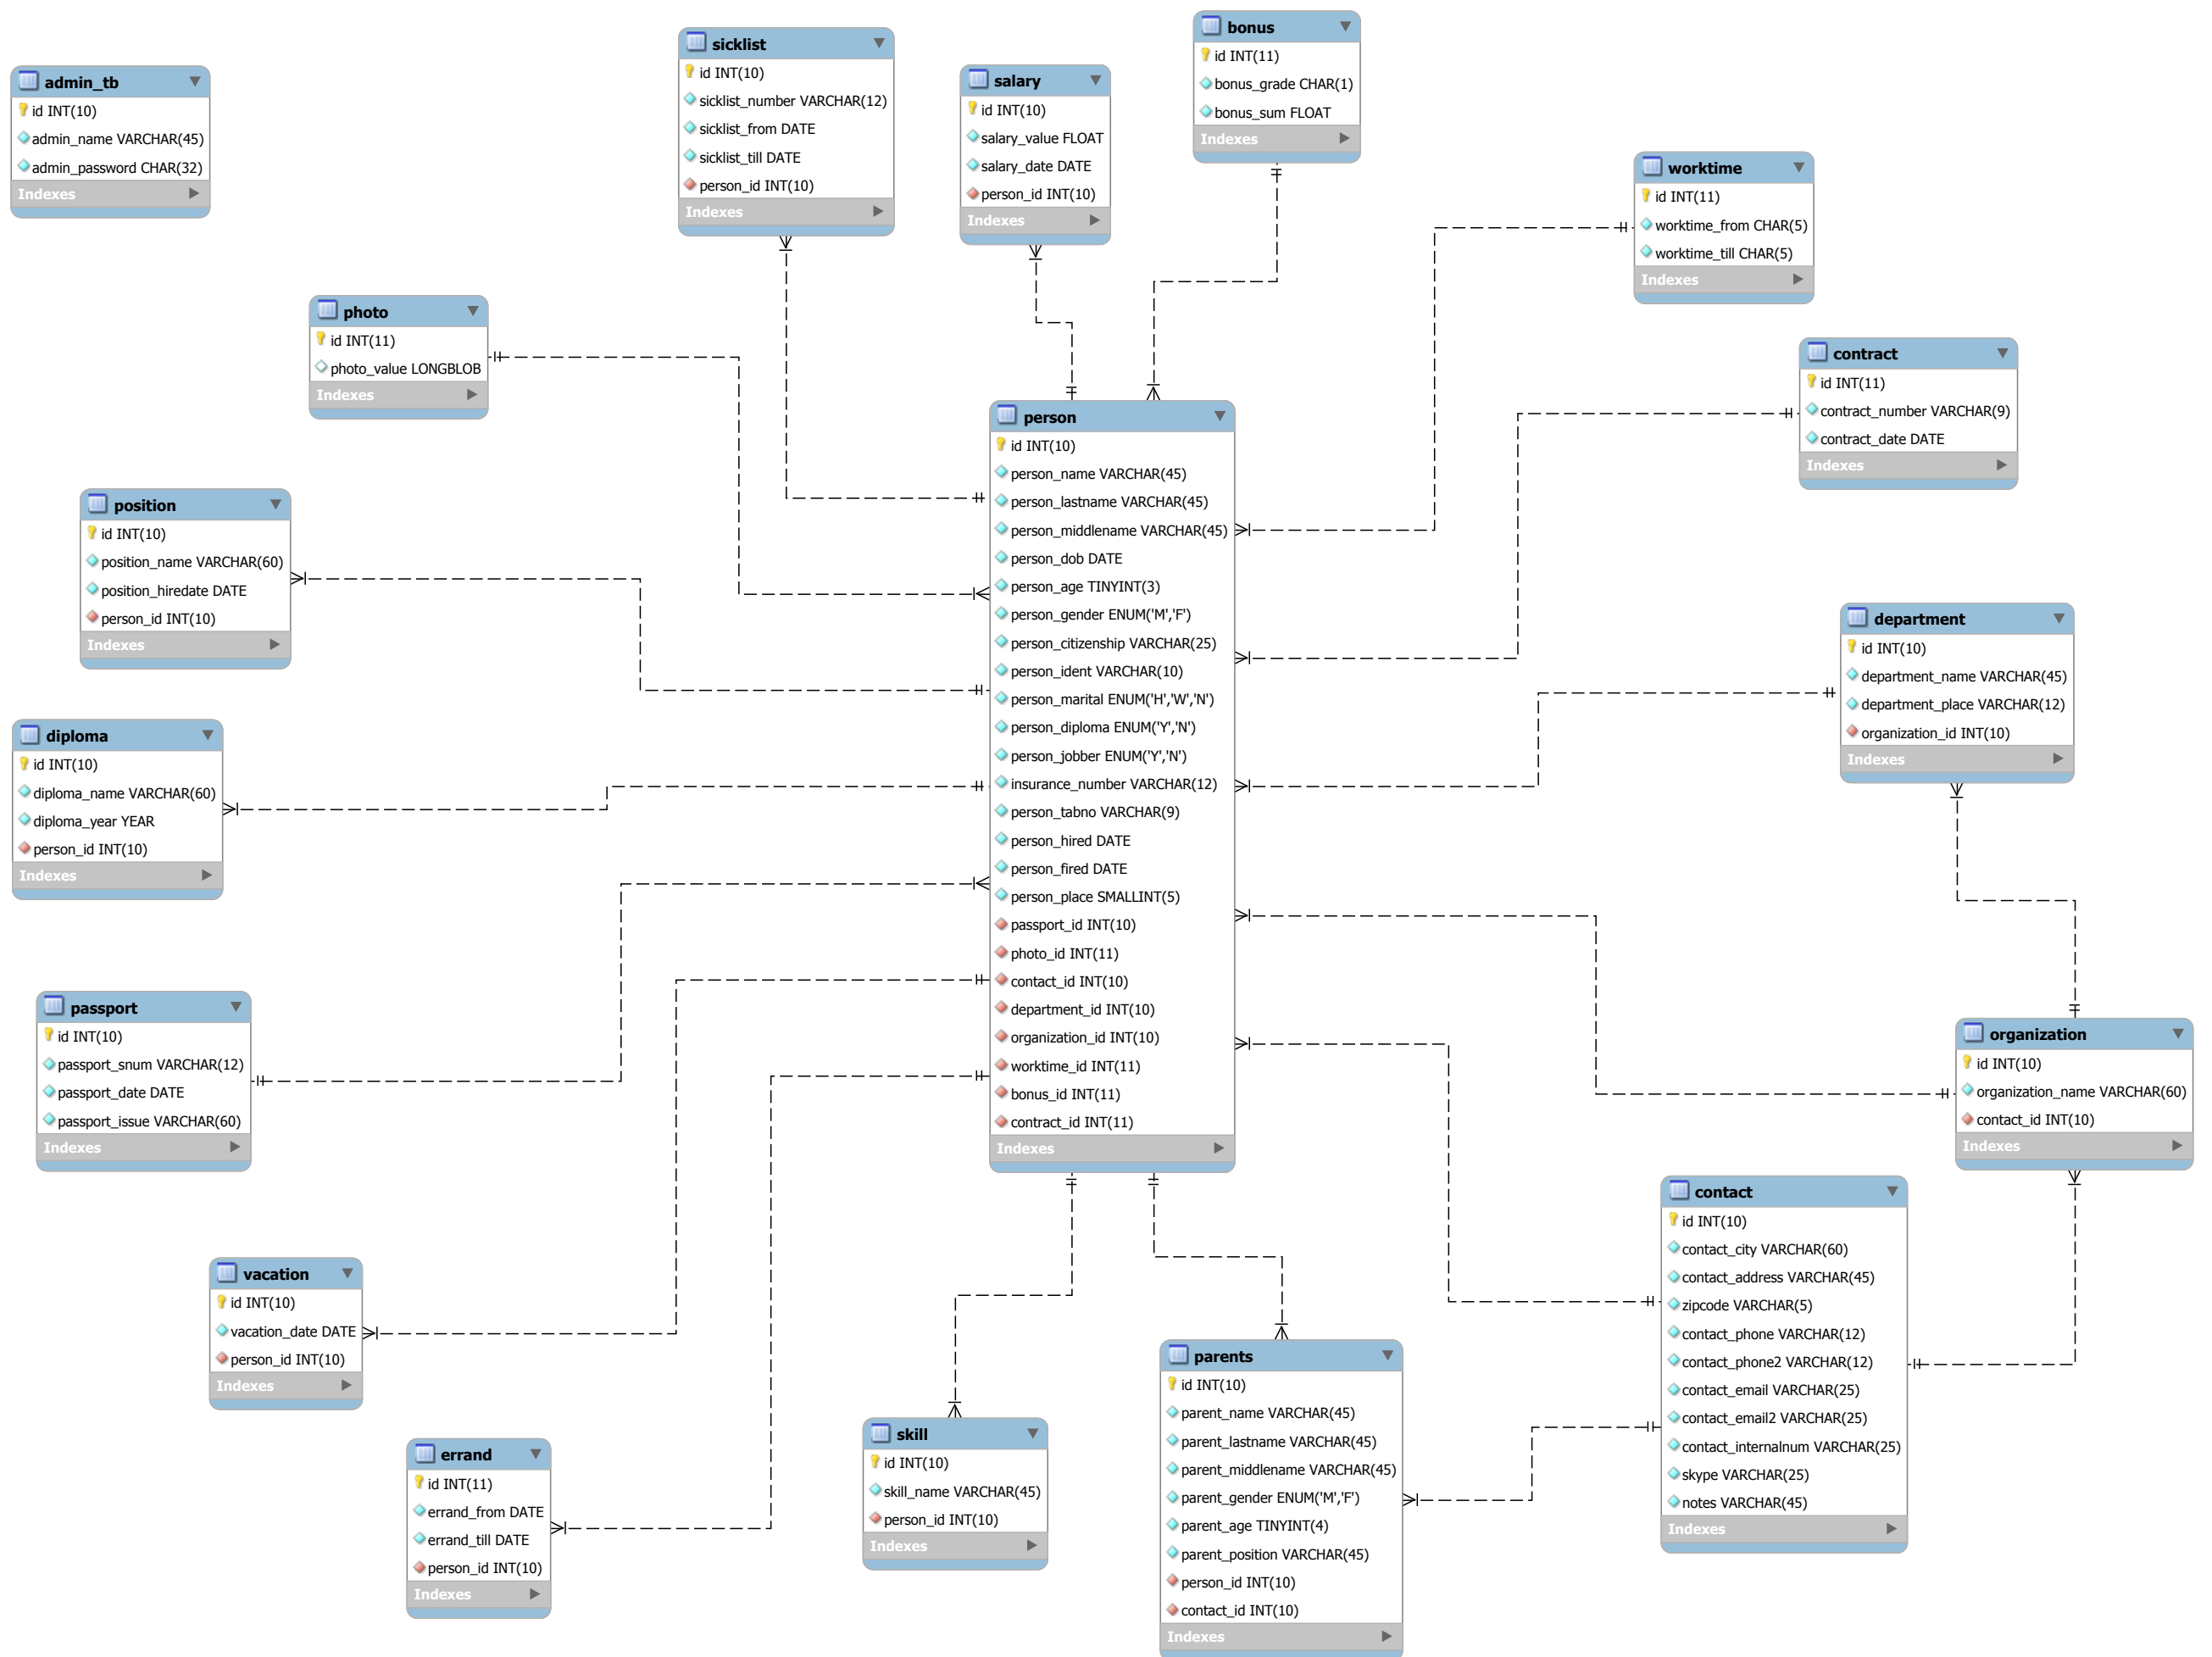 admin_tb
id INT(10)
admin_name VARCHAR(45)
admin_password CHAR(32)
Indexes
sicklist
id INT(10)
sicklist_number VARCHAR(12)
sicklist_from DATE
sicklist_till DATE
person_id INT(10)
Indexes
salary
id INT(10)
salary_value FLOAT
salary_date DATE
person_id INT(10)
Indexes
bonus
id INT(11)
bonus_grade CHAR(1)
bonus_sum FLOAT
Indexes
worktime
id INT(11)
worktime_from CHAR(5)
worktime_till CHAR(5)
Indexes
photo
id INT(11)
photo_value LONGBLOB
Indexes
contract
id INT(11)
contract_number VARCHAR(9)
contract_date DATE
Indexes
position
id INT(10)
position_name VARCHAR(60)
position_hiredate DATE
person_id INT(10)
Indexes
person
id INT(10)
person_name VARCHAR(45)
person_lastname VARCHAR(45)
person_middlename VARCHAR(45)
person_dob DATE
person_age TINYINT(3)
person_gender ENUM('M','F')
person_citizenship VARCHAR(25)
person_ident VARCHAR(10)
person_marital ENUM('H','W','N')
person_diploma ENUM('Y','N')
person_jobber ENUM('Y','N')
insurance_number VARCHAR(12)
person_tabno VARCHAR(9)
person_hired DATE
person_fired DATE
person_place SMALLINT(5)
passport_id INT(10)
photo_id INT(11)
contact_id INT(10)
department_id INT(10)
organization_id INT(10)
worktime_id INT(11)
bonus_id INT(11)
contract_id INT(11)
Indexes
department
id INT(10)
department_name VARCHAR(45)
department_place VARCHAR(12)
organization_id INT(10)
Indexes
diploma
id INT(10)
diploma_name VARCHAR(60)
diploma_year YEAR
person_id INT(10)
Indexes
passport
id INT(10)
passport_snum VARCHAR(12)
passport_date DATE
passport_issue VARCHAR(60)
Indexes
organization
id INT(10)
organization_name VARCHAR(60)
contact_id INT(10)
Indexes
contact
id INT(10)
contact_city VARCHAR(60)
contact_address VARCHAR(45)
zipcode VARCHAR(5)
contact_phone VARCHAR(12)
contact_phone2 VARCHAR(12)
contact_email VARCHAR(25)
contact_email2 VARCHAR(25)
contact_internalnum VARCHAR(25)
skype VARCHAR(25)
notes VARCHAR(45)
Indexes
vacation
id INT(10)
vacation_date DATE
person_id INT(10)
Indexes
parents
id INT(10)
parent_name VARCHAR(45)
parent_lastname VARCHAR(45)
parent_middlename VARCHAR(45)
parent_gender ENUM('M','F')
parent_age TINYINT(4)
parent_position VARCHAR(45)
person_id INT(10)
contact_id INT(10)
Indexes
skill
id INT(10)
skill_name VARCHAR(45)
person_id INT(10)
Indexes
errand
id INT(11)
errand_from DATE
errand_till DATE
person_id INT(10)
Indexes